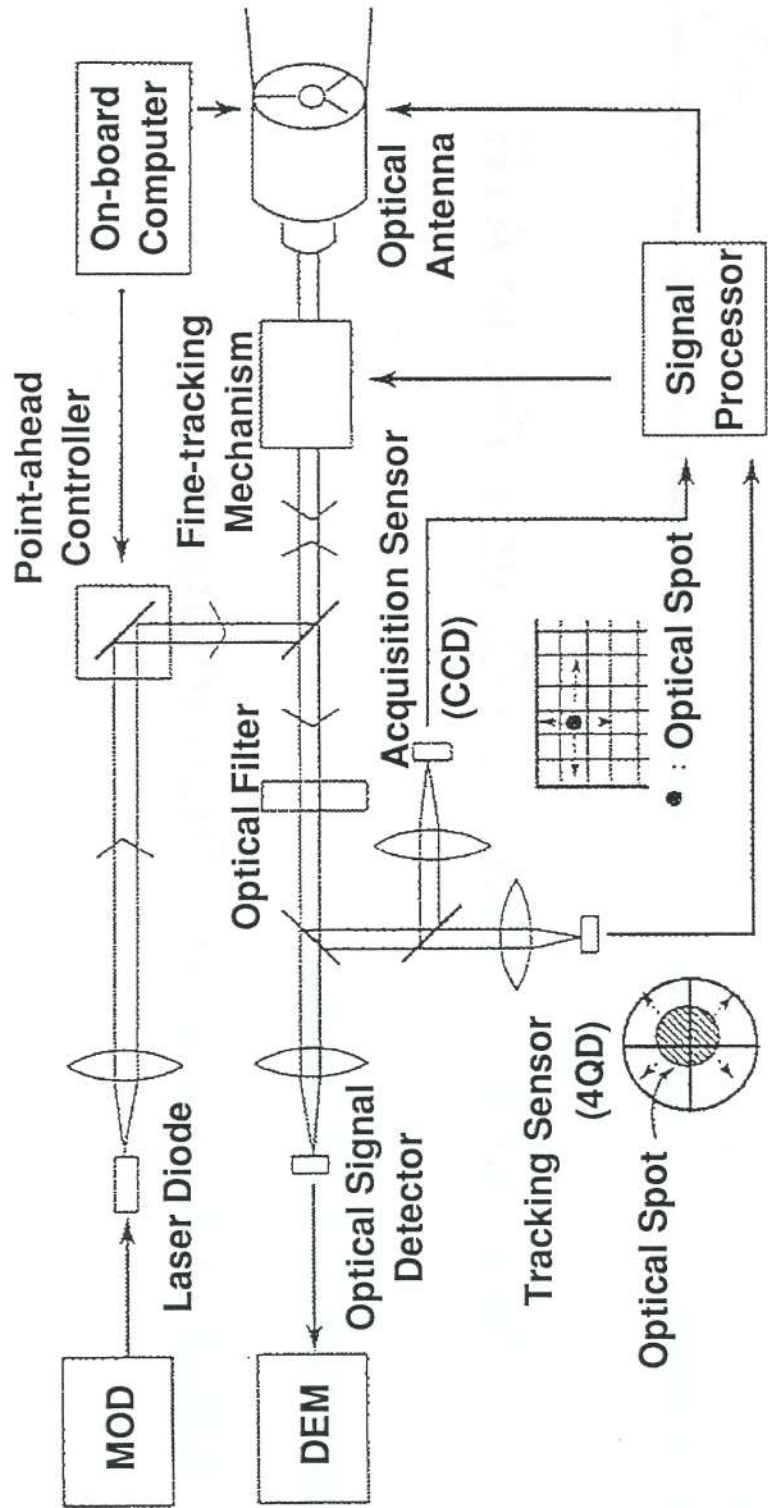 On-board
Computer
Point-ahead
Controller
Optical
Antenna
Fine-tracking
Mechanism
Signal
Processor
Acquisition Sensor
(CCD)
● : Optical Spot
Optical Filter
Laser Diode
MOD
Optical Signal
Detector
DEM
Tracking Sensor
(4QD)
Optical Spot